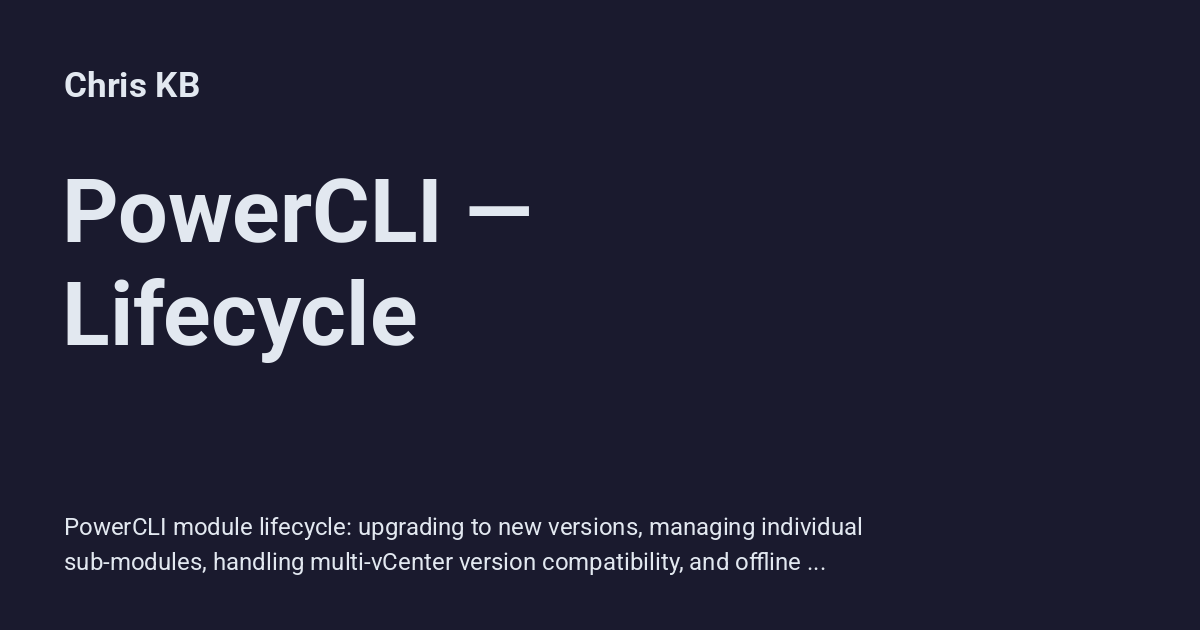 Chris KB
PowerCLI —
Lifecycle
PowerCLI module lifecycle: upgrading to new versions, managing individual
sub-modules, handling multi-vCenter version compatibility, and offline ...